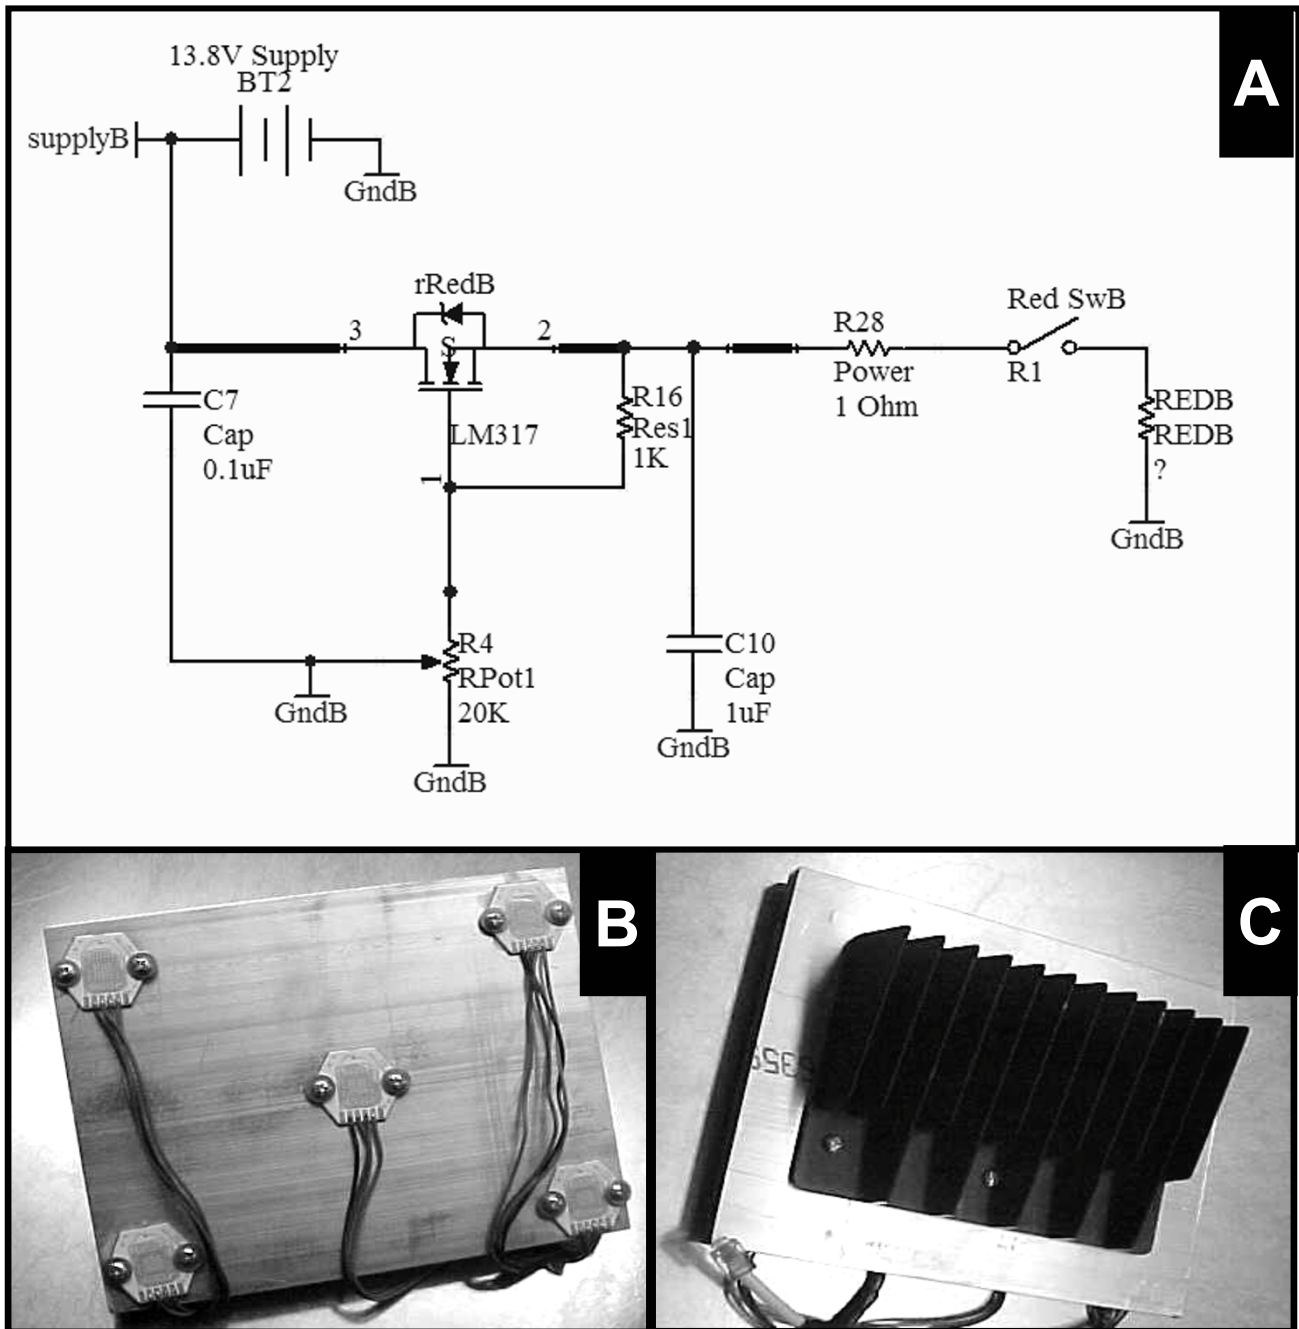 A
13.8V Supply
BT2
supplyB
GndB
rRedB
3
2
S
LM317
1
C7
Cap
0.1uF
R16
Res1
1K
R28
Power
1 Ohm
Red SwB
R1
REDB
REDB
?
GndB
R4
RPot1
20K
GndB
GndB
C10
Cap
1uF
GndB
B
C